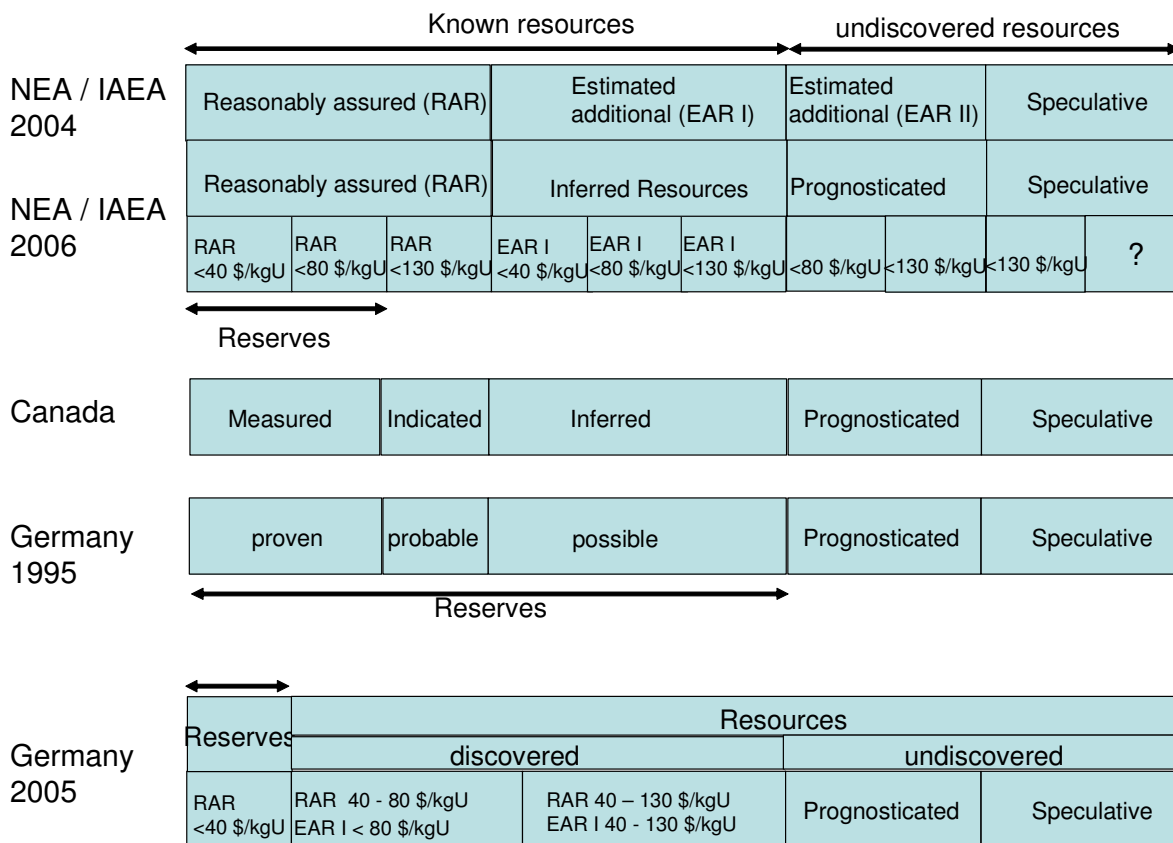 Known resources
undiscovered resources
NEA / IAEA
2004
Reasonably assured (RAR)
Estimated
additional (EAR I)
Estimated
additional (EAR II)
Speculative
NEA / IAEA
2006
Reasonably assured (RAR)
Inferred Resources
Prognosticated
Speculative
RAR
<40 $/kgU
RAR
<80 $/kgU
RAR
<130 $/kgU
EAR I
<40 $/kgU
EAR I
<80 $/kgU
EAR I
<130 $/kgU
<80 $/kgU
<130 $/kgU
<130 $/kgU
?
Reserves
Canada
Measured
Indicated
Inferred
Prognosticated
Speculative
Germany
1995
proven
probable
possible
Prognosticated
Speculative
Reserves
Germany
2005
Reserves
Resources
discovered
undiscovered
RAR
<40 $/kgU
RAR 40 - 80 $/kgU
EAR I < 80 $/kgU
RAR 40 – 130 $/kgU
EAR I 40 - 130 $/kgU
Prognosticated
Speculative